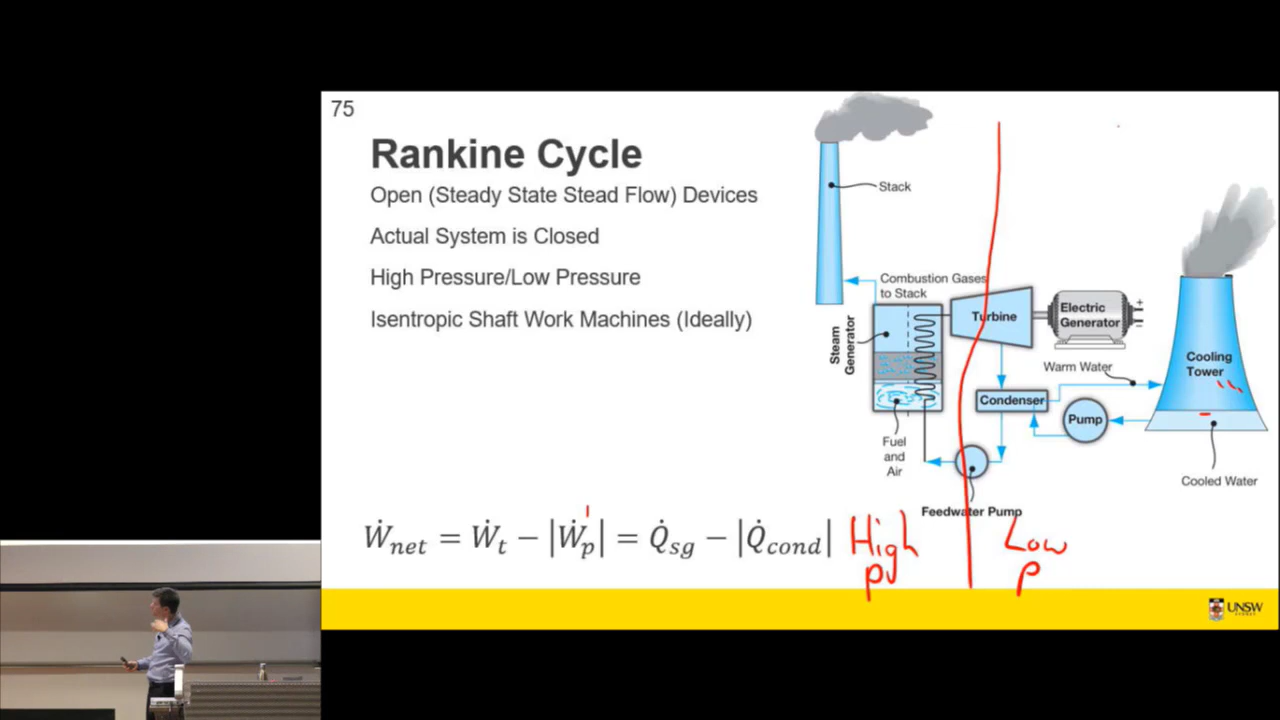 75
Rankine Cycle
Open (Steady State Stead Flow) Devices
Actual System is Closed
High Pressure/Low Pressure
Isentropic Shaft Work Machines (Ideally)
Stack
Combustion Gases
to Stack
Steam
Generator
Turbine
Electric
Generator
+
-
Warm Water
Cooling
Tower
Condenser
Pump
Fuel
and
Air
Cooled Water
Feedwater Pump
Ẇnet = Ẇt − |Ẇp| = Q̇sg − |Q̇cond|
High
p
Low
p
UNSW
SYDNEY